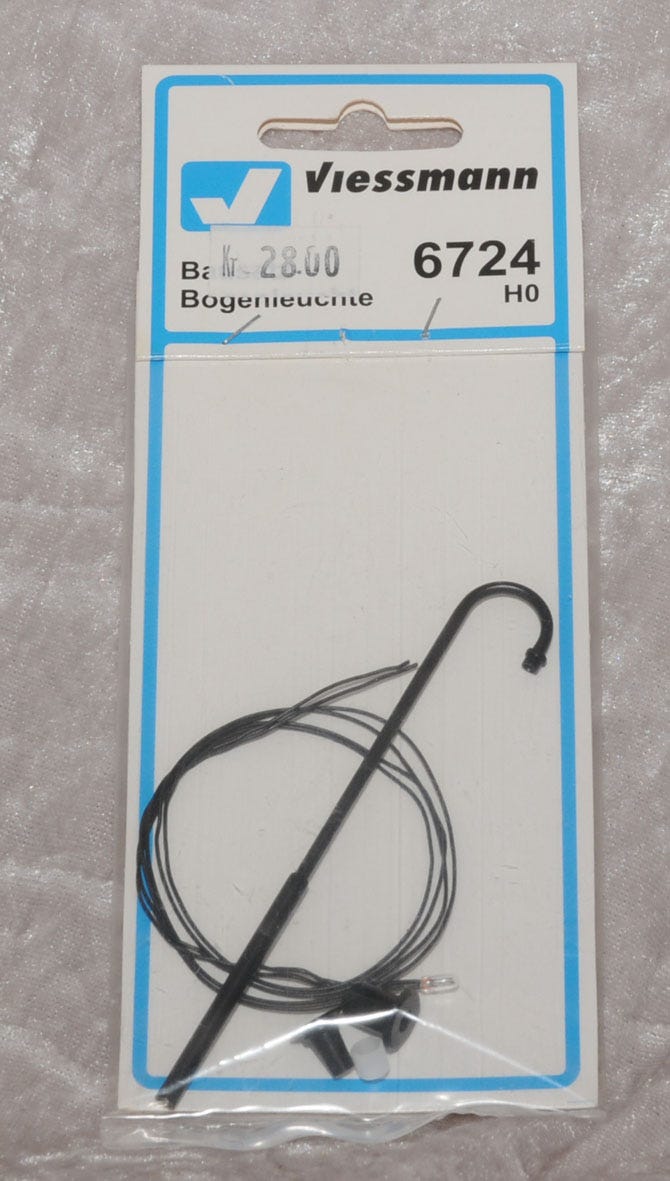 Viessmann
Kr 28.00
6724
Bogenleuchte
H0